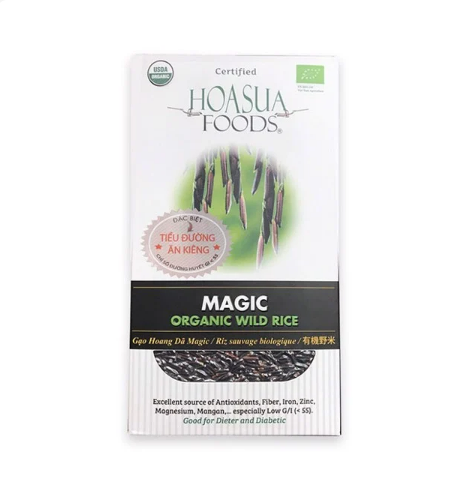 USDA
ORGANIC
Certified
HOASUA
FOODS®
ĐẶC BIỆT
TIỂU ĐƯỜNG
ĂN KIÊNG
MAGIC
ORGANIC WILD RICE
Gạo Hoang Dã Magic / Riz sauvage biologique / 有機野米
Excellent source of Antioxidants, Fiber, Iron, Zinc,
Magnesium, Mangan,... especially Low G/I (< 55).
Good for Dieter and Diabetic